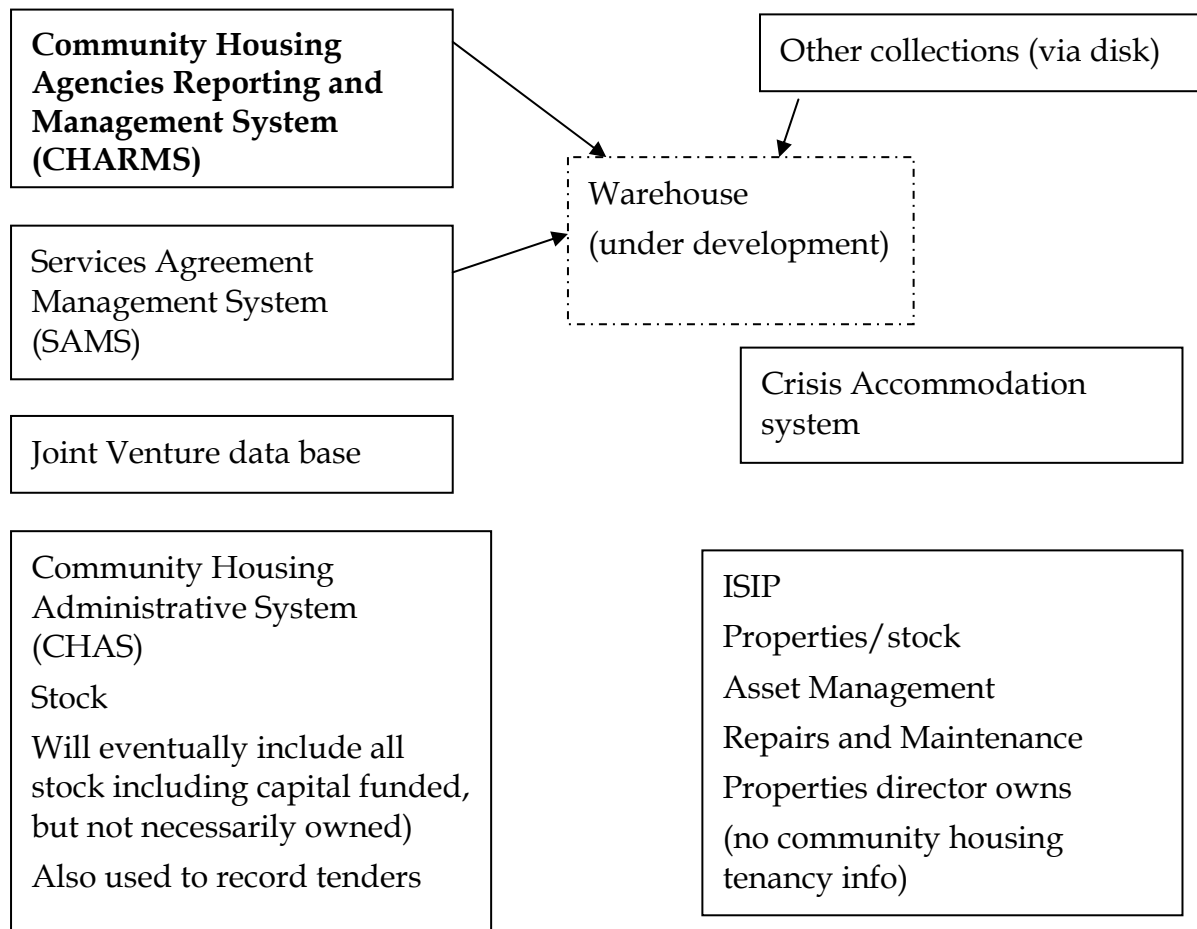 Community Housing
Agencies Reporting and
Management System
(CHARMS)
Other collections (via disk)
Warehouse
(under development)
Services Agreement
Management System
(SAMS)
Crisis Accommodation
system
Joint Venture data base
Community Housing
Administrative System
(CHAS)
Stock
Will eventually include all
stock including capital funded,
but not necessarily owned)
Also used to record tenders
ISIP
Properties/stock
Asset Management
Repairs and Maintenance
Properties director owns
(no community housing
tenancy info)